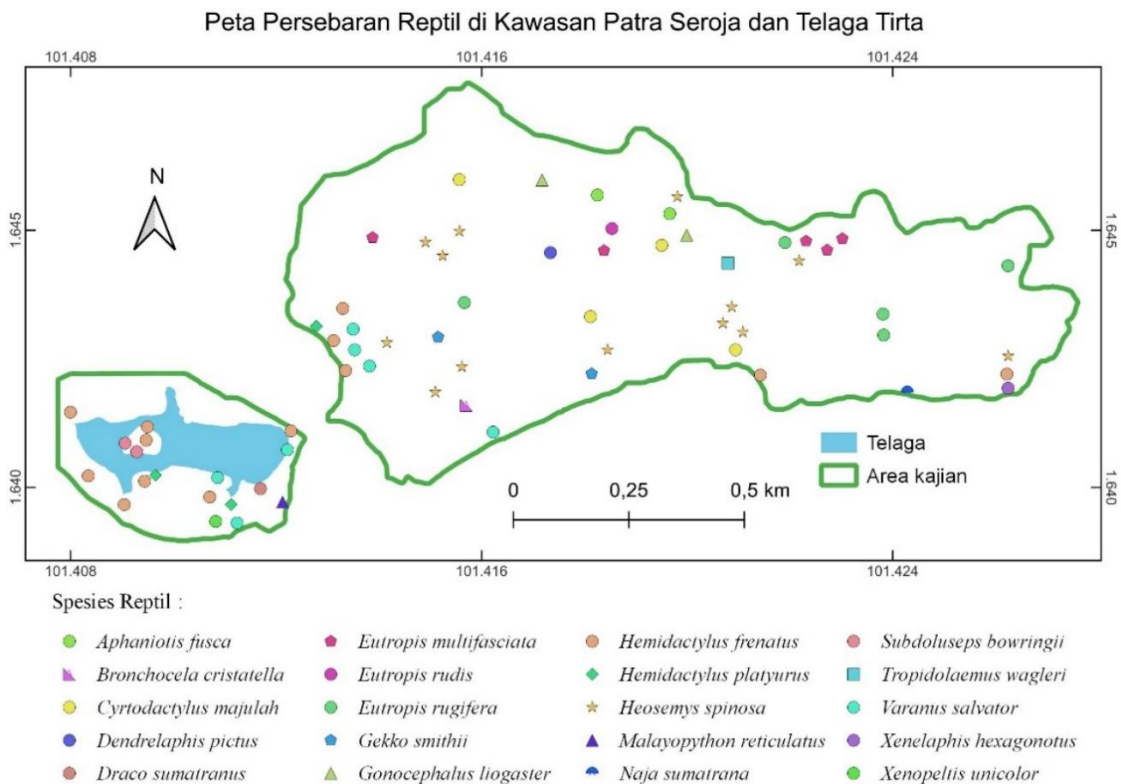 Peta Persebaran Reptil di Kawasan Patra Seroja dan Telaga Tirta
101.408 101.416 101.424
N
1.645 1.645
Telaga
Area kajian
1.640 1.640
0 0,25 0,5 km
101.408 101.416 101.424
Spesies Reptil :
Aphaniotis fusca Eutropis multifasciata Hemidactylus frenatus Subdoluseps bowringii
Bronchocela cristatella Eutropis rudis Hemidactylus platyurus Tropidolaemus wagleri
Cyrtodactylus majulah Eutropis rugifera Heosemys spinosa Varanus salvator
Dendrelaphis pictus Gekko smithii Malayopython reticulatus Xenelaphis hexagonotus
Draco sumatranus Gonocephalus liogaster Naja sumatrana Xenopeltis unicolor